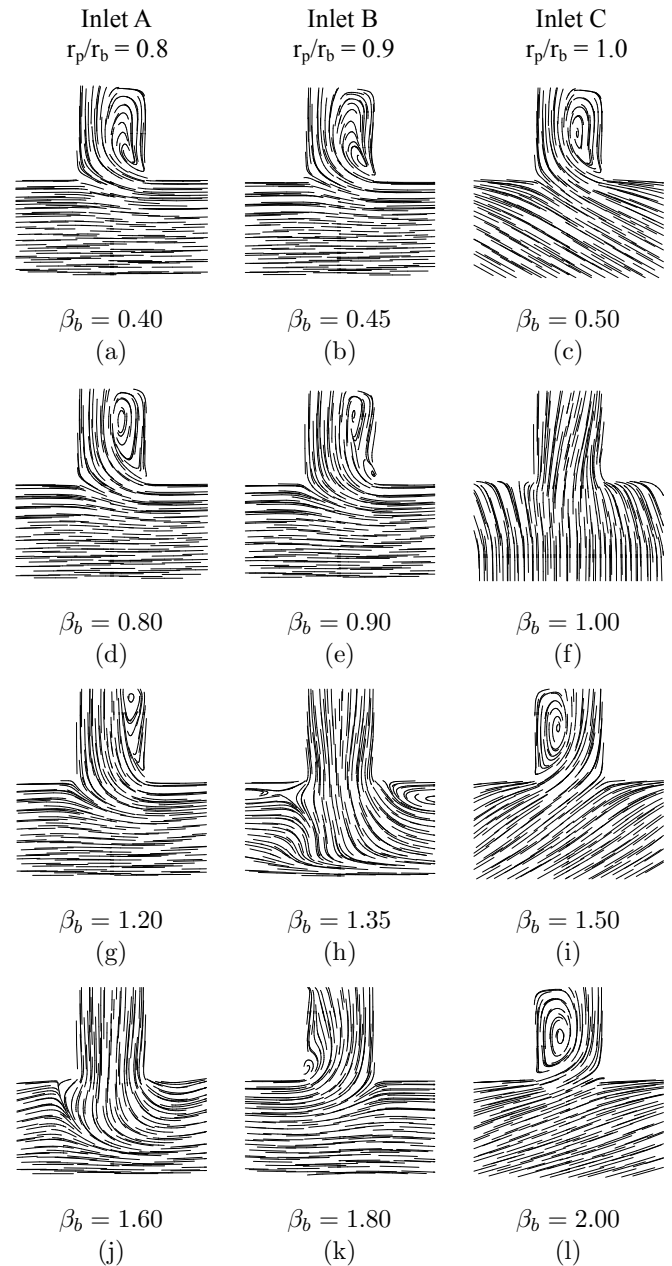 Inlet A Inlet B Inlet C
r_p/r_b = 0.8 r_p/r_b = 0.9 r_p/r_b = 1.0
β_b = 0.40 β_b = 0.45 β_b = 0.50
(a) (b) (c)
β_b = 0.80 β_b = 0.90 β_b = 1.00
(d) (e) (f)
β_b = 1.20 β_b = 1.35 β_b = 1.50
(g) (h) (i)
β_b = 1.60 β_b = 1.80 β_b = 2.00
(j) (k) (l)